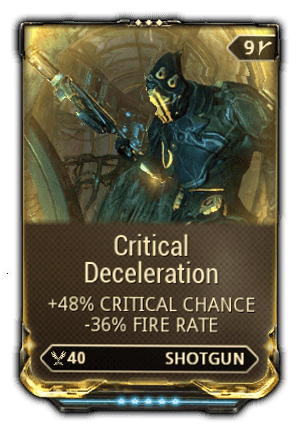 9
Critical
Deceleration
+48% CRITICAL CHANCE
-36% FIRE RATE
40 SHOTGUN